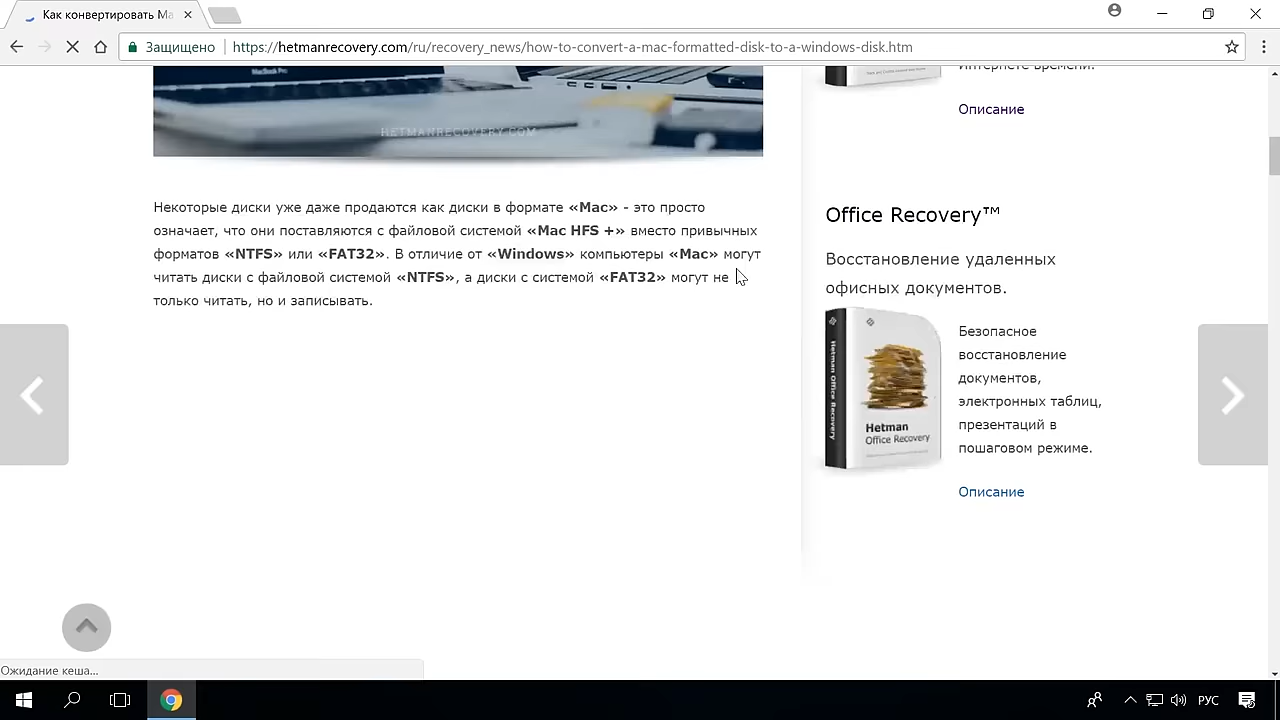 Как конвертировать Ma
Защищено
https://hetmanrecovery.com/ru/recovery_news/how-to-convert-a-mac-formatted-disk-to-a-windows-disk.htm
MacBook Pro
HETMANRECOVERY.COM
Некоторые диски уже даже продаются как диски в формате «Mac» - это просто
означает, что они поставляются с файловой системой «Mac HFS +» вместо привычных
форматов «NTFS» или «FAT32». В отличие от «Windows» компьютеры «Mac» могут
читать диски с файловой системой «NTFS», а диски с системой «FAT32» могут не
только читать, но и записывать.
Интернете времени.
Описание
Office Recovery™
Восстановление удаленных
офисных документов.
Hetman Office Recovery
Hetman
Office Recovery
Безопасное
восстановление
документов,
электронных таблиц,
презентаций в
пошаговом режиме.
Описание
Ожидание кеша...
РУС